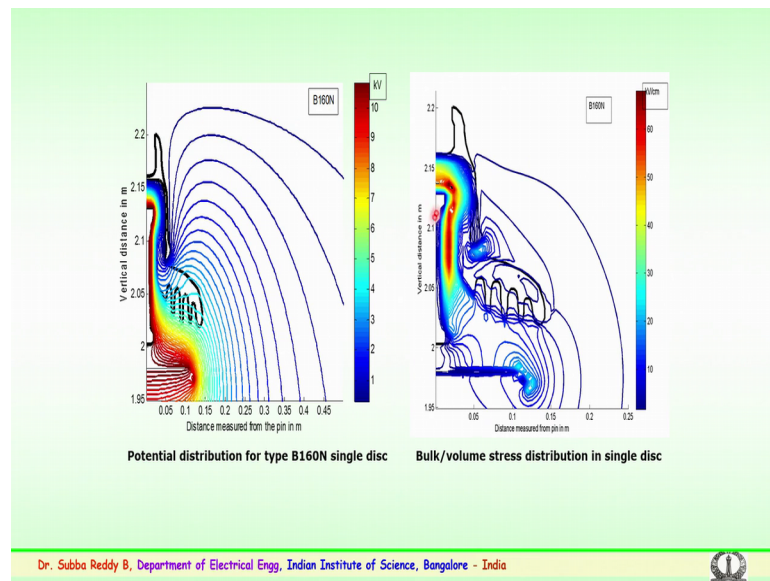 B160N
kV
10
9
8
7
6
5
4
3
2
1
2.2
2.15
2.1
2.05
2
1.95
Vertical distance in m
0.05 0.1 0.15 0.2 0.25 0.3 0.35 0.4 0.45
Distance measured from the pin in m
B160N
kV/cm
60
50
40
30
20
10
2.2
2.15
2.1
2.05
2
1.95
Vertical distance in m
0.05 0.1 0.15 0.2 0.25
Distance measured from pin in m
Potential distribution for type B160N single disc
Bulk/volume stress distribution in single disc
Dr. Subba Reddy B, Department of Electrical Engg, Indian Institute of Science, Bangalore - India